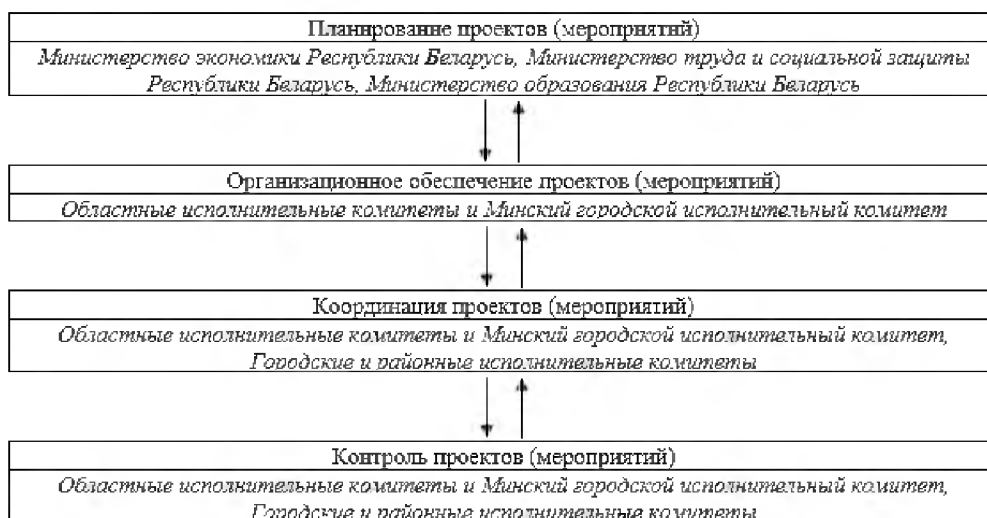 Планирование проектов (мероприятий)
Министерство экономики Республики Беларусь, Министерство труда и социальной защиты
Республики Беларусь, Министерство образования Республики Беларусь
Организационное обеспечение проектов (мероприятий)
Областные исполнительные комитеты и Минский городской исполнительный комитет
Координация проектов (мероприятий)
Областные исполнительные комитеты и Минский городской исполнительный комитет,
Городские и районные исполнительные комитеты
Контроль проектов (мероприятий)
Областные исполнительные комитеты и Минский городской исполнительный комитет,
Городские и районные исполнительные комитеты